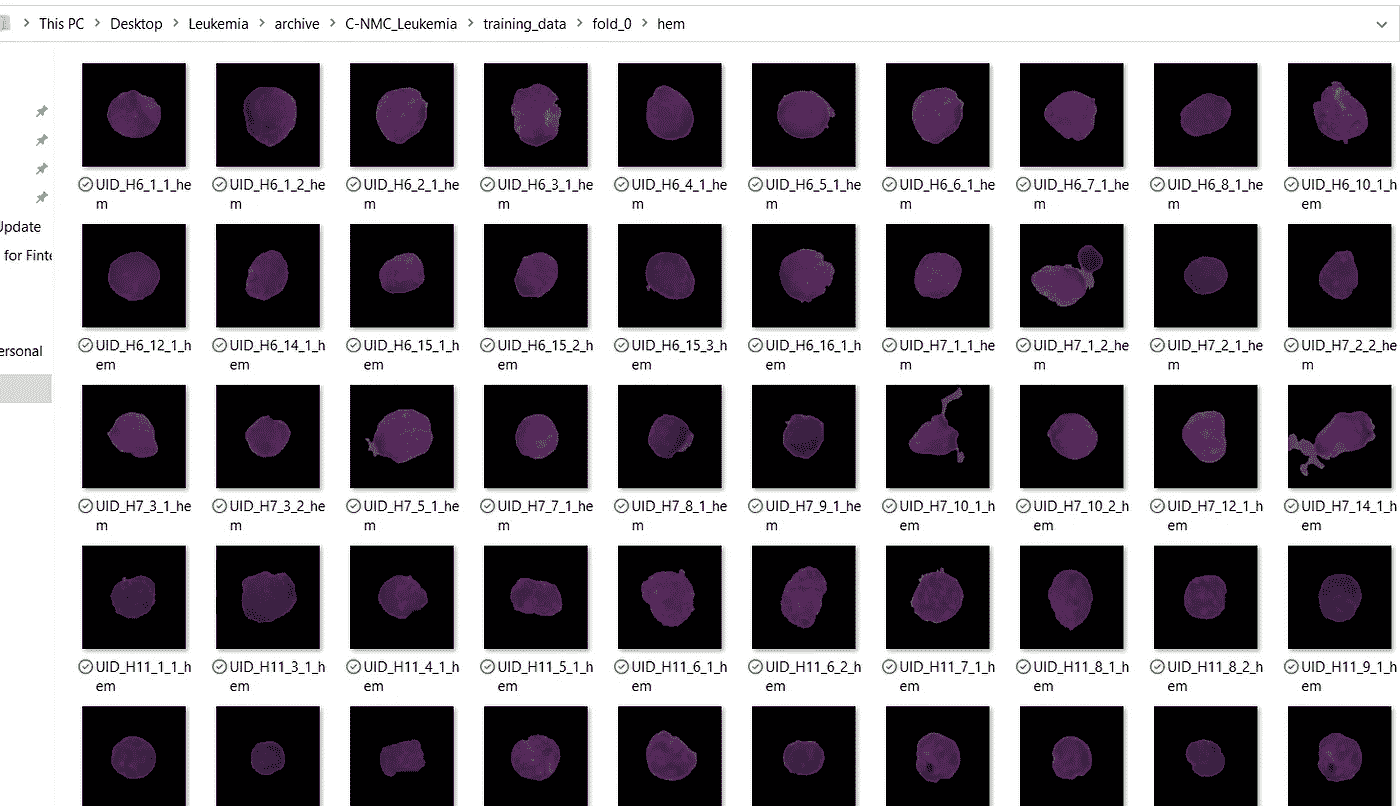 This PC > Desktop > Leukemia > archive > C-NMC_Leukemia > training_data > fold_0 > hem
UID_H6_1_1_he UID_H6_1_2_he UID_H6_2_1_he UID_H6_3_1_he UID_H6_4_1_he UID_H6_5_1_he UID_H6_6_1_he UID_H6_7_1_he UID_H6_8_1_he UID_H6_10_1_h
m m m m m m m m m em
Update
for Finte
UID_H6_12_1_h UID_H6_14_1_h UID_H6_15_1_h UID_H6_15_2_h UID_H6_15_3_h UID_H6_16_1_h UID_H7_1_1_he UID_H7_1_2_he UID_H7_2_1_he UID_H7_2_2_he
ersonal
em em em em em em m m m m
UID_H7_3_1_he UID_H7_3_2_he UID_H7_5_1_he UID_H7_7_1_he UID_H7_8_1_he UID_H7_9_1_he UID_H7_10_1_h UID_H7_10_2_h UID_H7_12_1_h UID_H7_14_1_h
m m m m m m em em em em
UID_H11_1_1_h UID_H11_3_1_h UID_H11_4_1_h UID_H11_5_1_h UID_H11_6_1_h UID_H11_6_2_h UID_H11_7_1_h UID_H11_8_1_h UID_H11_8_2_h UID_H11_9_1_h
em em em em em em em em em em